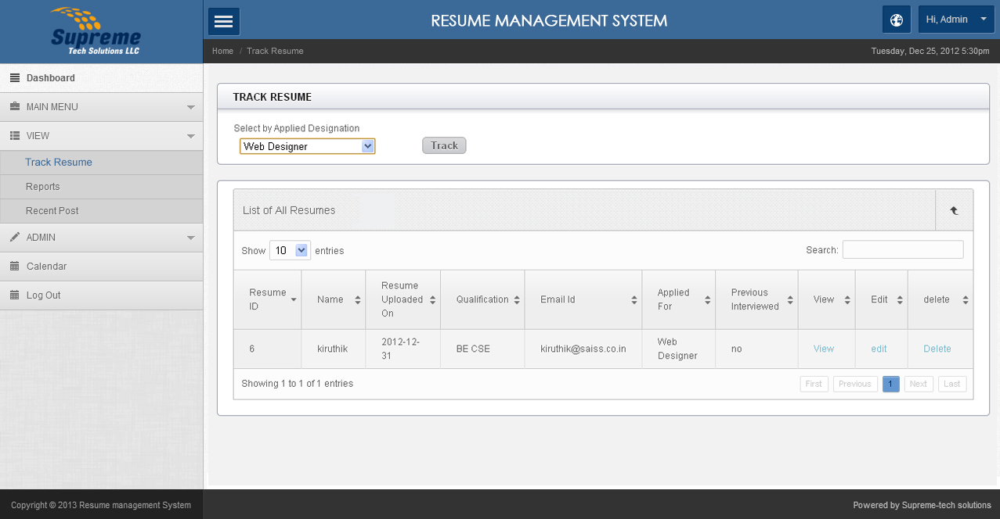 Supreme
Tech Solutions LLC
RESUME MANAGEMENT SYSTEM
Hi, Admin
Home / Track Resume
Tuesday, Dec 25, 2012 5:30pm
Dashboard
MAIN MENU
VIEW
Track Resume
Reports
Recent Post
ADMIN
Calendar
Log Out
TRACK RESUME
Select by Applied Designation
Web Designer
Track
List of All Resumes
Show 10 entries
Search:
Resume
ID
Name
Resume
Uploaded
On
Qualification
Email Id
Applied
For
Previous
Interviewed
View
Edit
delete
6
kiruthik
2012-12-
31
BE CSE
kiruthik@saiss.co.in
Web
Designer
no
View
edit
Delete
Showing 1 to 1 of 1 entries
First Previous 1 Next Last
Copyright © 2013 Resume management System
Powered by Supreme-tech solutions